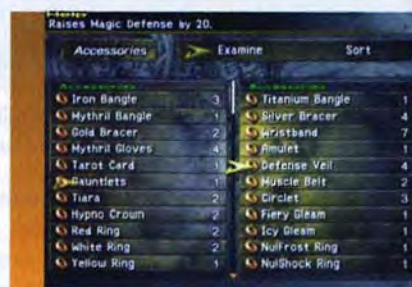 Help
Raises Magic Defense by 20.
Accessories Examine Sort
Accessories Accessories
Iron Bangle 3 Titanium Bangle 1
Mythril Bangle 1 Silver Bracer 4
Gold Bracer 2 Wristband 7
Mythril Gloves 4 Amulet 1
Tarot Card 1 Defense Veil 4
Gauntlets 1 Muscle Belt 2
Tiara 2 Circlet 3
Hypno Crown 2 Fiery Gleam 1
Red Ring 2 Icy Gleam 1
White Ring 2 NulFrost Ring 1
Yellow Ring 1 NulShock Ring 1